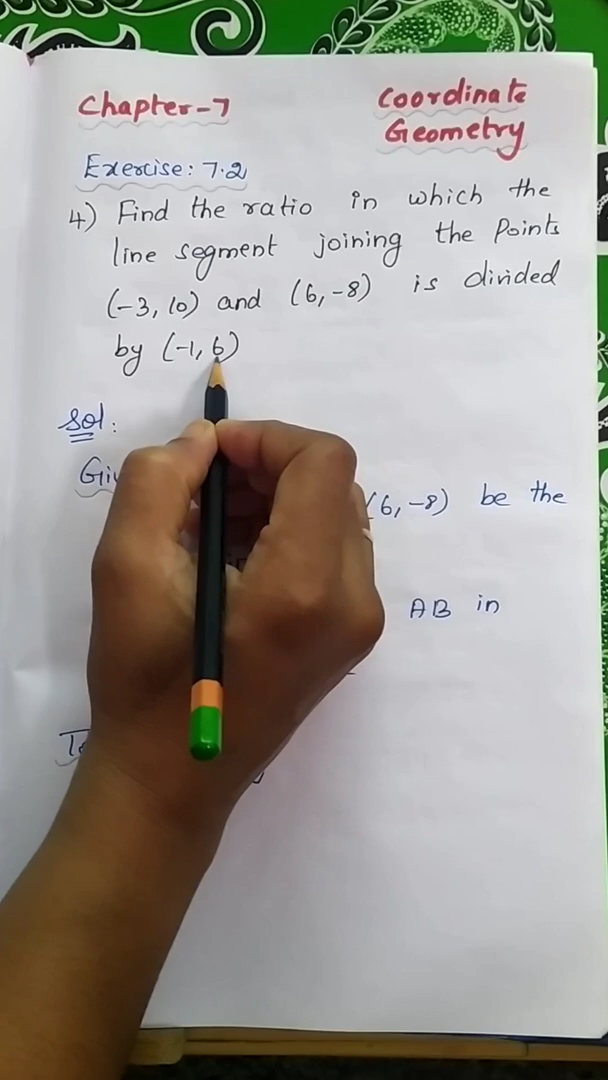 Chapter-7
Coordinate
Geometry
Exercise: 7.2
4) Find the ratio in which the
line segment joining the Points
(-3, 10) and (6, -8) is divided
by (-1, 6)
Sol:
(6, -8) be the
AB in